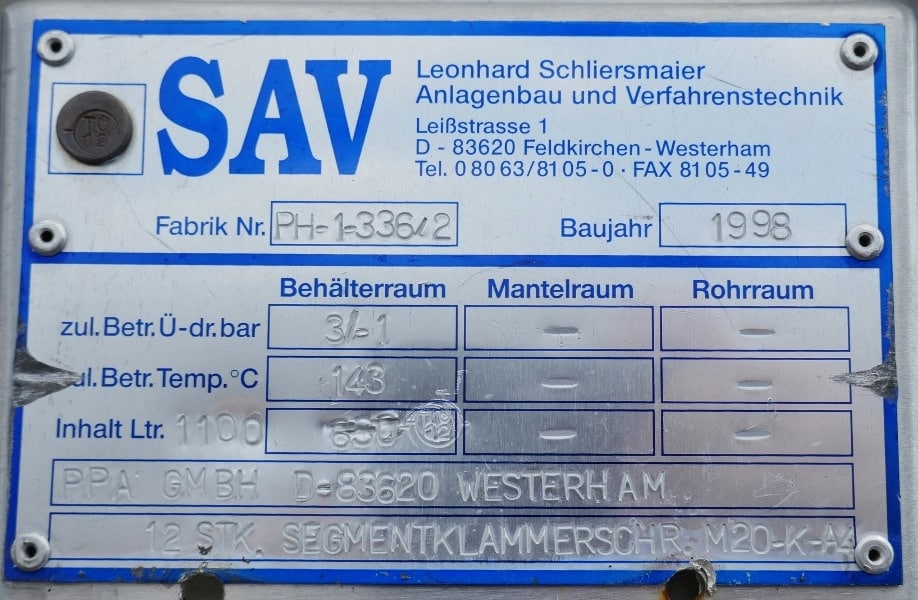 SAV
Leonhard Schliersmaier
Anlagenbau und Verfahrenstechnik
Leißstrasse 1
D - 83620 Feldkirchen - Westerham
Tel. 0 80 63/81 05 - 0 · FAX 81 05 - 49
Fabrik Nr. PH-1-336/2 Baujahr 1998
Behälterraum Mantelraum Rohrraum
zul. Betr. Ü-dr. bar 3/-1 — —
Betr. Temp. °C 143 — —
Inhalt Ltr. 1100 — —
PPA GMBH D-83620 WESTERHAM
12 STK. SEGMENTKLAMMERSCHR. M20-K-A4